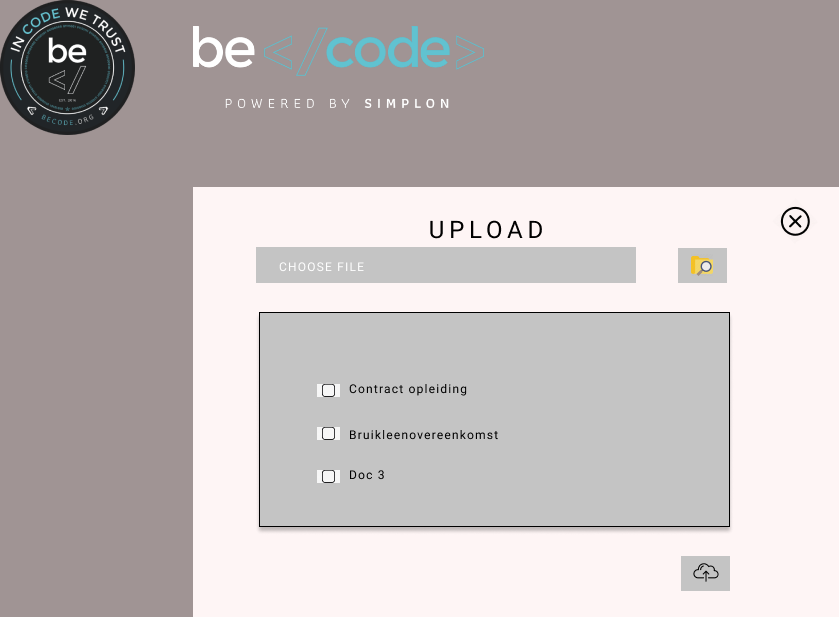 IN CODE WE TRUST
be
</>
EST. 2016
BECODE.ORG
be </code>
POWERED BY SIMPLON
UPLOAD
CHOOSE FILE
Contract opleiding
Bruikleenovereenkomst
Doc 3